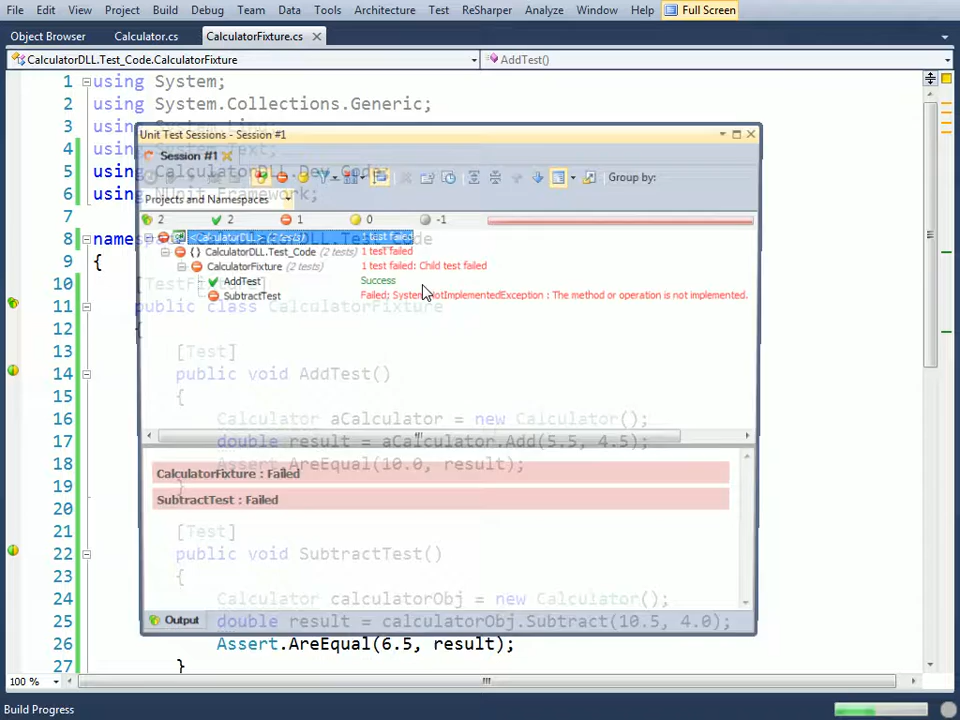 File Edit View Project Build Debug Team Data Tools Architecture Test ReSharper Analyze Window Help Full Screen
Object Browser Calculator.cs CalculatorFixture.cs
CalculatorDLL.Test_Code.CalculatorFixture AddTest()
1 using System;
2 using System.Collections.Generic;
3 using System.Linq;
Unit Test Sessions - Session #1
4 using System.Text;
Session #1
5 using CalculatorDLL.Dev_Code;
Group by:
6 using NUnit.Framework;
Projects and Namespaces
7
2 2 1 0 -1
8 namespace CalculatorDLL.Test_Code
<CalculatorDLL> (2 tests) 1 test failed
CalculatorDLL.Test_Code (2 tests) 1 test failed
9 {
CalculatorFixture (2 tests) 1 test failed: Child test failed
10 [TestFixture]
AddTest Success
SubtractTest Failed: System.NotImplementedException : The method or operation is not implemented.
11 public class CalculatorFixture
12 {
13 [Test]
14 public void AddTest()
15 {
16 Calculator aCalculator = new Calculator();
17 double result = aCalculator.Add(5.5, 4.5);
18 Assert.AreEqual(10.0, result);
CalculatorFixture : Failed
19 }
SubtractTest : Failed
20
21 [Test]
22 public void SubtractTest()
23 {
24 Calculator calculatorObj = new Calculator();
25 double result = calculatorObj.Subtract(10.5, 4.0);
Output
26 Assert.AreEqual(6.5, result);
27 }
100 %
Build Progress